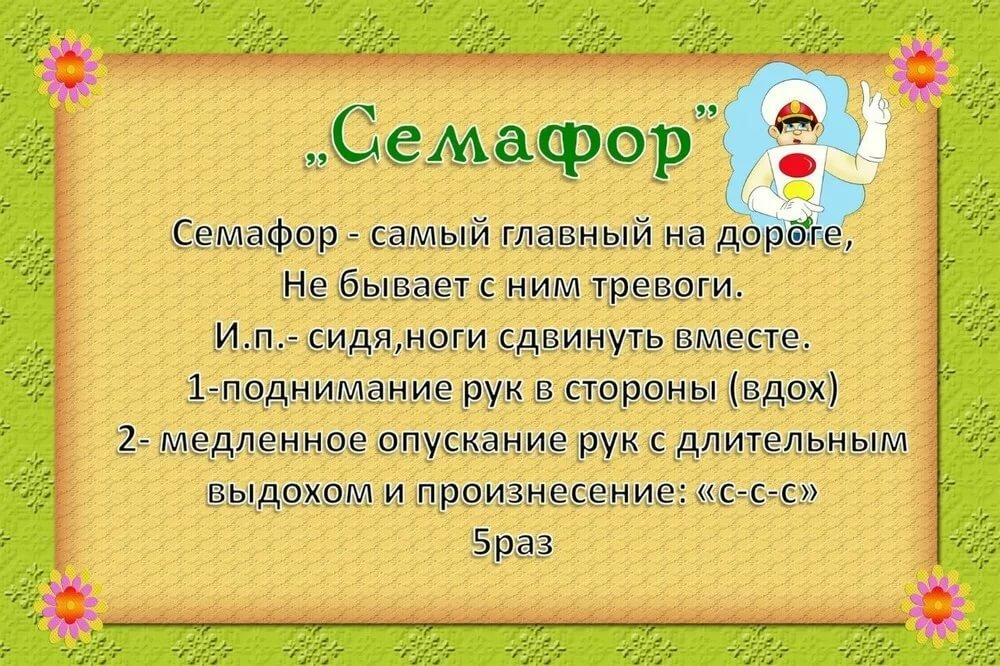 „Семафор”
Семафор - самый главный на дороге,
Не бывает с ним тревоги.
И.п.- сидя,ноги сдвинуть вместе.
1-поднимание рук в стороны (вдох)
2- медленное опускание рук с длительным
выдохом и произнесение: «с-с-с»
5раз